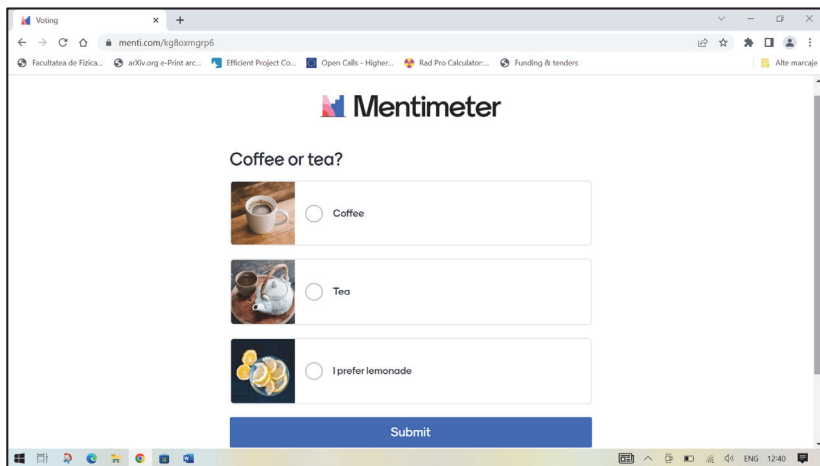 Voting
menti.com/kg8oxmgrp6
Facultatea de Fizica... arXiv.org e-Print arc... Efficient Project Co... Open Calls - Higher... Rad Pro Calculator:... Funding & tenders Alte marcaje
Mentimeter
Coffee or tea?
Coffee
Tea
I prefer lemonade
Submit
ENG 12:40